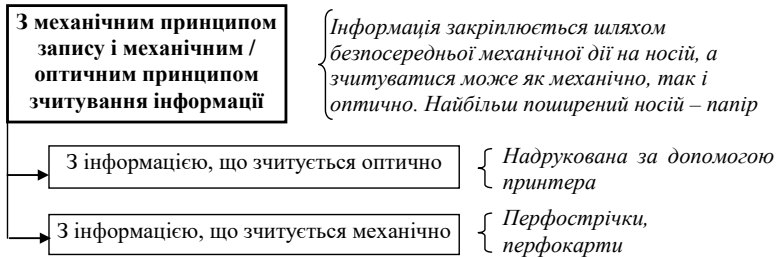 З механічним принципом
запису і механічним /
оптичним принципом
зчитування інформації
Інформація закріплюється шляхом
безпосередньої механічної дії на носій, а
зчитуватися може як механічно, так і
оптично. Найбільш поширений носій – папір
З інформацією, що зчитується оптично
Надрукована за допомогою
принтера
З інформацією, що зчитується механічно
Перфострічки,
перфокарти